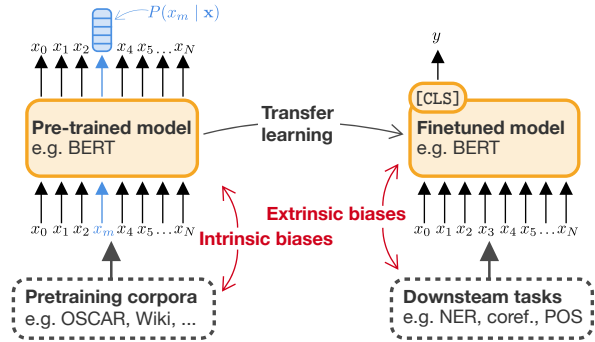 P(x_m | x)
x_0 x_1 x_2 x_4 x_5 ... x_N
y
[CLS]
Pre-trained model
e.g. BERT
Transfer
learning
Finetuned model
e.g. BERT
x_0 x_1 x_2 x_m x_4 x_5 ... x_N
Extrinsic biases
Intrinsic biases
x_0 x_1 x_2 x_3 x_4 x_5 ... x_N
Pretraining corpora
e.g. OSCAR, Wiki, ...
Downsteam tasks
e.g. NER, coref., POS